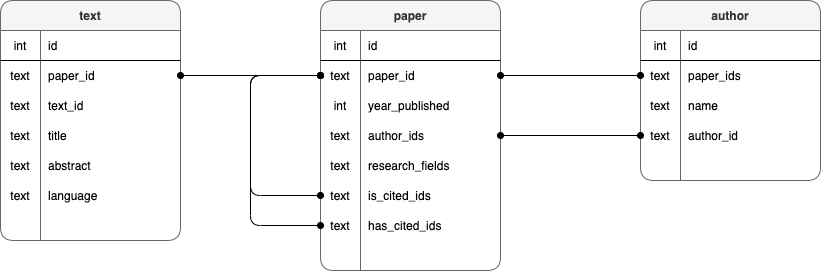 text
int id
text paper_id
text text_id
text title
text abstract
text language
paper
int id
text paper_id
int year_published
text author_ids
text research_fields
text is_cited_ids
text has_cited_ids
author
int id
text paper_ids
text name
text author_id